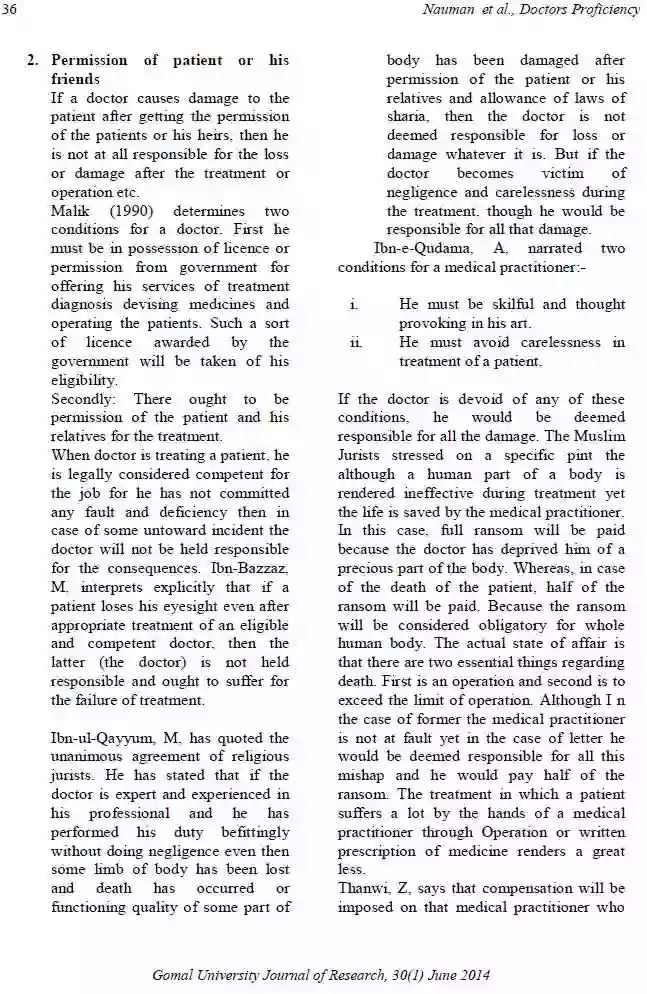 36
Nauman et al., Doctors Proficiency
2. Permission of patient or his
friends
If a doctor causes damage to the
patient after getting the permission
of the patients or his heirs, then he
is not at all responsible for the loss
or damage after the treatment or
operation etc.
Malik (1990) determines two
conditions for a doctor. First he
must be in possession of licence or
permission from government for
offering his services of treatment
diagnosis devising medicines and
operating the patients. Such a sort
of licence awarded by the
government will be taken of his
eligibility.
Secondly: There ought to be
permission of the patient and his
relatives for the treatment.
When doctor is treating a patient, he
is legally considered competent for
the job for he has not committed
any fault and deficiency then in
case of some untoward incident the
doctor will not be held responsible
for the consequences. Ibn-Bazzaz,
M, interprets explicitly that if a
patient loses his eyesight even after
appropriate treatment of an eligible
and competent doctor, then the
latter (the doctor) is not held
responsible and ought to suffer for
the failure of treatment.
Ibn-ul-Qayyum, M, has quoted the
unanimous agreement of religious
jurists. He has stated that if the
doctor is expert and experienced in
his professional and he has
performed his duty befittingly
without doing negligence even then
some limb of body has been lost
and death has occurred or
functioning quality of some part of
body has been damaged after
permission of the patient or his
relatives and allowance of laws of
sharia, then the doctor is not
deemed responsible for loss or
damage whatever it is. But if the
doctor becomes victim of
negligence and carelessness during
the treatment, though he would be
responsible for all that damage.
Ibn-e-Qudama, A, narrated two
conditions for a medical practitioner:-
i. He must be skilful and thought
provoking in his art.
ii. He must avoid carelessness in
treatment of a patient.
If the doctor is devoid of any of these
conditions, he would be deemed
responsible for all the damage. The Muslim
Jurists stressed on a specific pint the
although a human part of a body is
rendered ineffective during treatment yet
the life is saved by the medical practitioner.
In this case, full ransom will be paid
because the doctor has deprived him of a
precious part of the body. Whereas, in case
of the death of the patient, half of the
ransom will be paid. Because the ransom
will be considered obligatory for whole
human body. The actual state of affair is
that there are two essential things regarding
death. First is an operation and second is to
exceed the limit of operation. Although I n
the case of former the medical practitioner
is not at fault yet in the case of letter he
would be deemed responsible for all this
mishap and he would pay half of the
ransom. The treatment in which a patient
suffers a lot by the hands of a medical
practitioner through Operation or written
prescription of medicine renders a great
less.
Thanwi, Z, says that compensation will be
imposed on that medical practitioner who
Gomal University Journal of Research, 30(1) June 2014